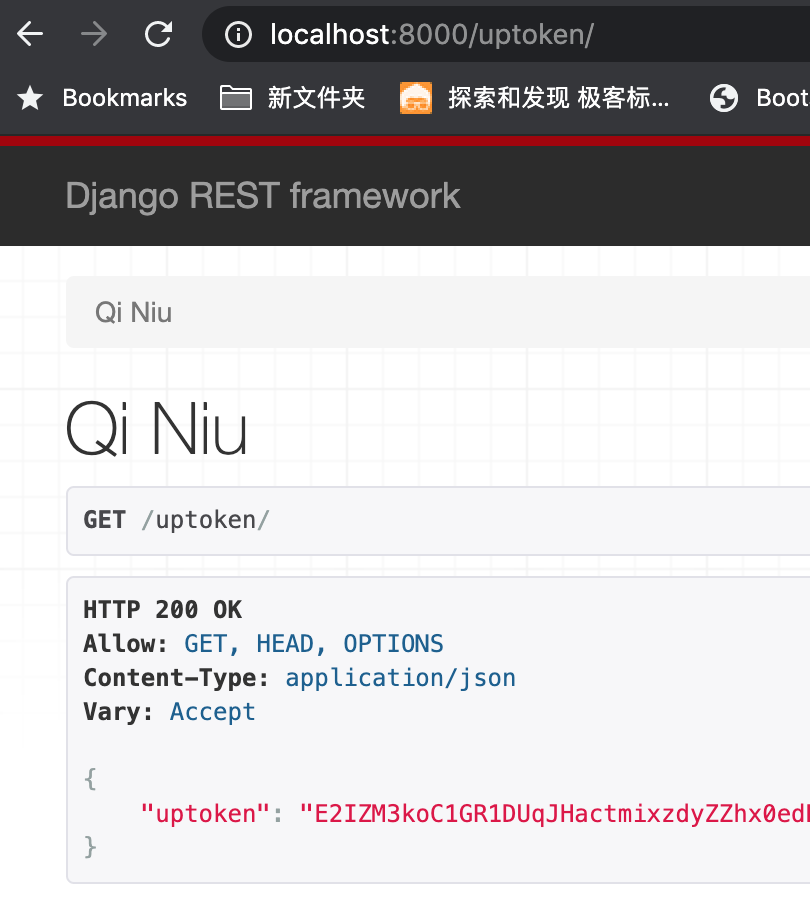 localhost:8000/uptoken/
Bookmarks 新文件夹 探索和发现 极客标... Boot
Django REST framework
Qi Niu
Qi Niu
GET /uptoken/
HTTP 200 OK
Allow: GET, HEAD, OPTIONS
Content-Type: application/json
Vary: Accept
{
"uptoken": "E2IZM3koC1GR1DUqJHactmixzdyZZhx0edl
}